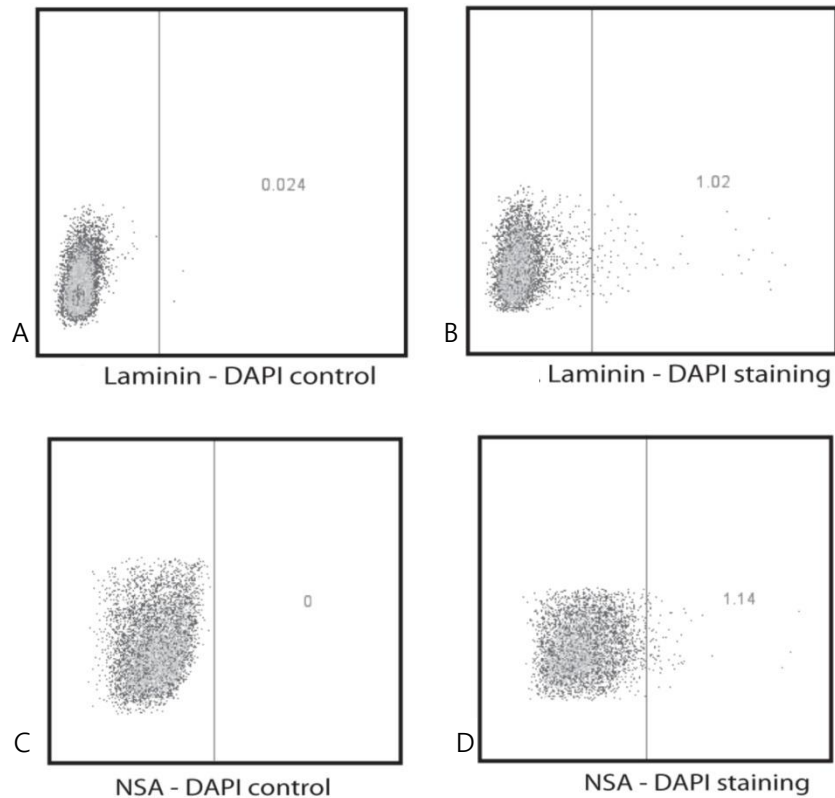 0.024
A
Laminin - DAPI control
1.02
B
. Laminin - DAPI staining
0
C
NSA - DAPI control
1.14
D
NSA - DAPI staining